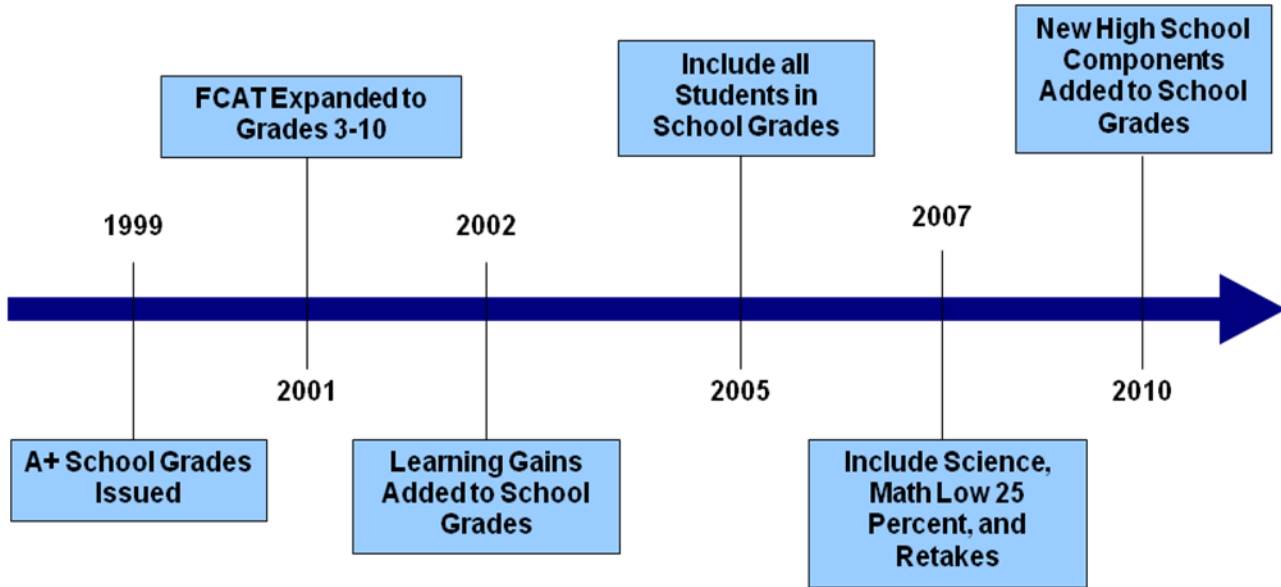 New High School
Components
Added to School
Grades
Include all
Students in
School Grades
FCAT Expanded to
Grades 3-10
1999
2002
2007
2001
2005
2010
A+ School Grades
Issued
Learning Gains
Added to School
Grades
Include Science,
Math Low 25
Percent, and
Retakes